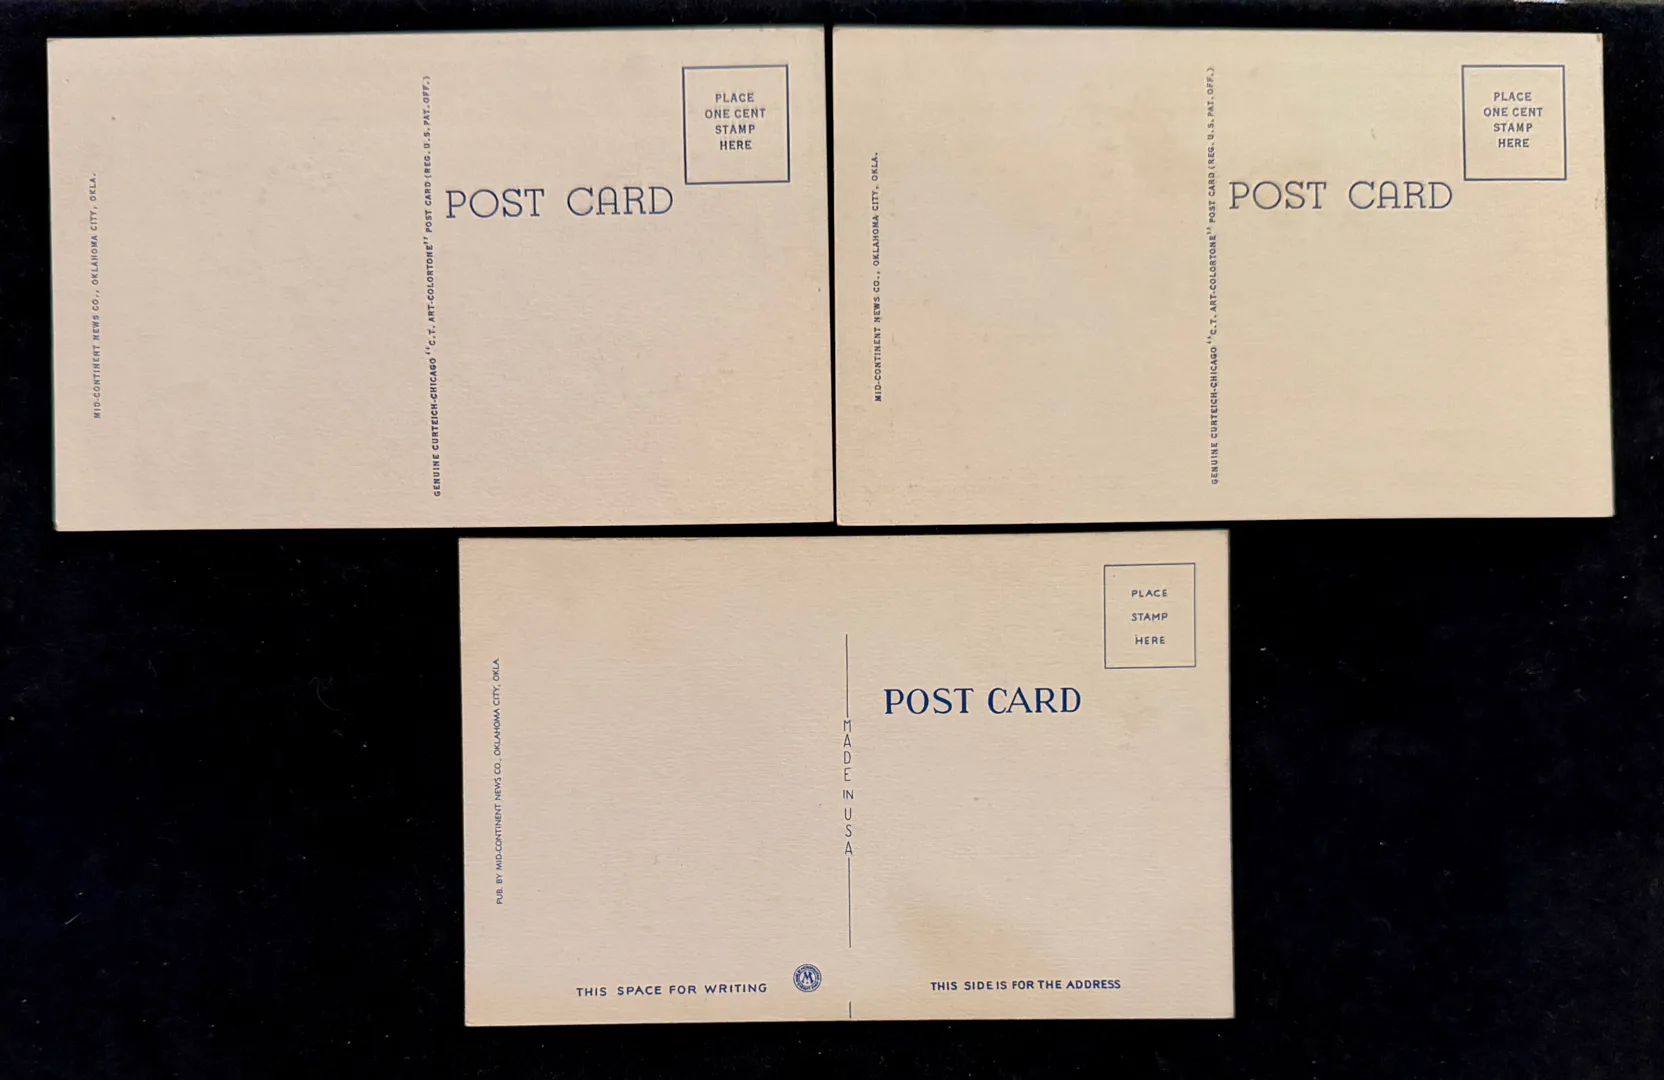 MID-CONTINENT NEWS CO., OKLAHOMA CITY, OKLA.
GENUINE CURTEICH-CHICAGO "C.T. ART-COLORTONE" POST CARD (REG. U.S. PAT. OFF.)
POST CARD
PLACE
ONE CENT
STAMP
HERE
MID-CONTINENT NEWS CO., OKLAHOMA CITY, OKLA.
GENUINE CURTEICH-CHICAGO "C.T. ART-COLORTONE" POST CARD (REG. U.S. PAT. OFF.)
POST CARD
PLACE
ONE CENT
STAMP
HERE
PUB. BY MID-CONTINENT NEWS CO., OKLAHOMA CITY, OKLA.
MADE IN USA
POST CARD
PLACE
STAMP
HERE
THIS SPACE FOR WRITING
M
THIS SIDE IS FOR THE ADDRESS